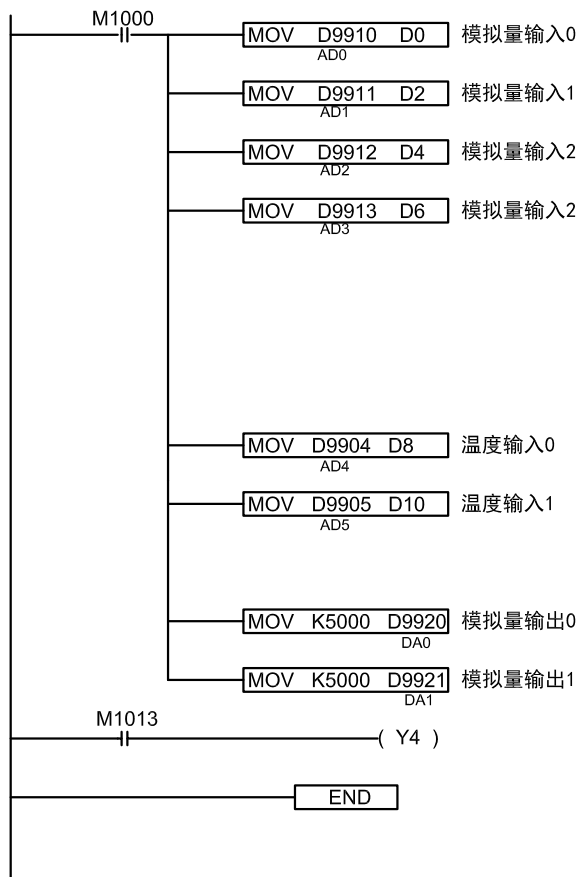 M1000
MOV D9910 D0 模拟量输入0
AD0
MOV D9911 D2 模拟量输入1
AD1
MOV D9912 D4 模拟量输入2
AD2
MOV D9913 D6 模拟量输入2
AD3
MOV D9904 D8 温度输入0
AD4
MOV D9905 D10 温度输入1
AD5
MOV K5000 D9920 模拟量输出0
DA0
MOV K5000 D9921 模拟量输出1
DA1
M1013
( Y4 )
END